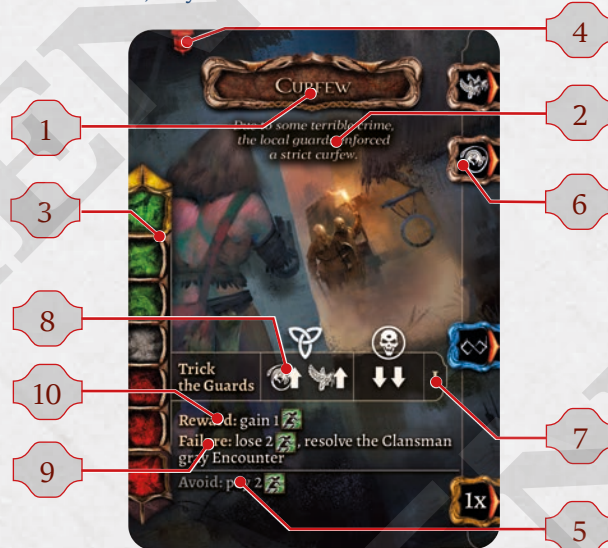 4
CURFEW
1
Due to some terrible crime,
the local guard enforced
a strict curfew.
2
6
3
8
Trick
the Guards
10
Reward: gain 1
7
Failure: lose 2, resolve the Clansman
gray Encounter
9
Avoid: pay 2
1x
5